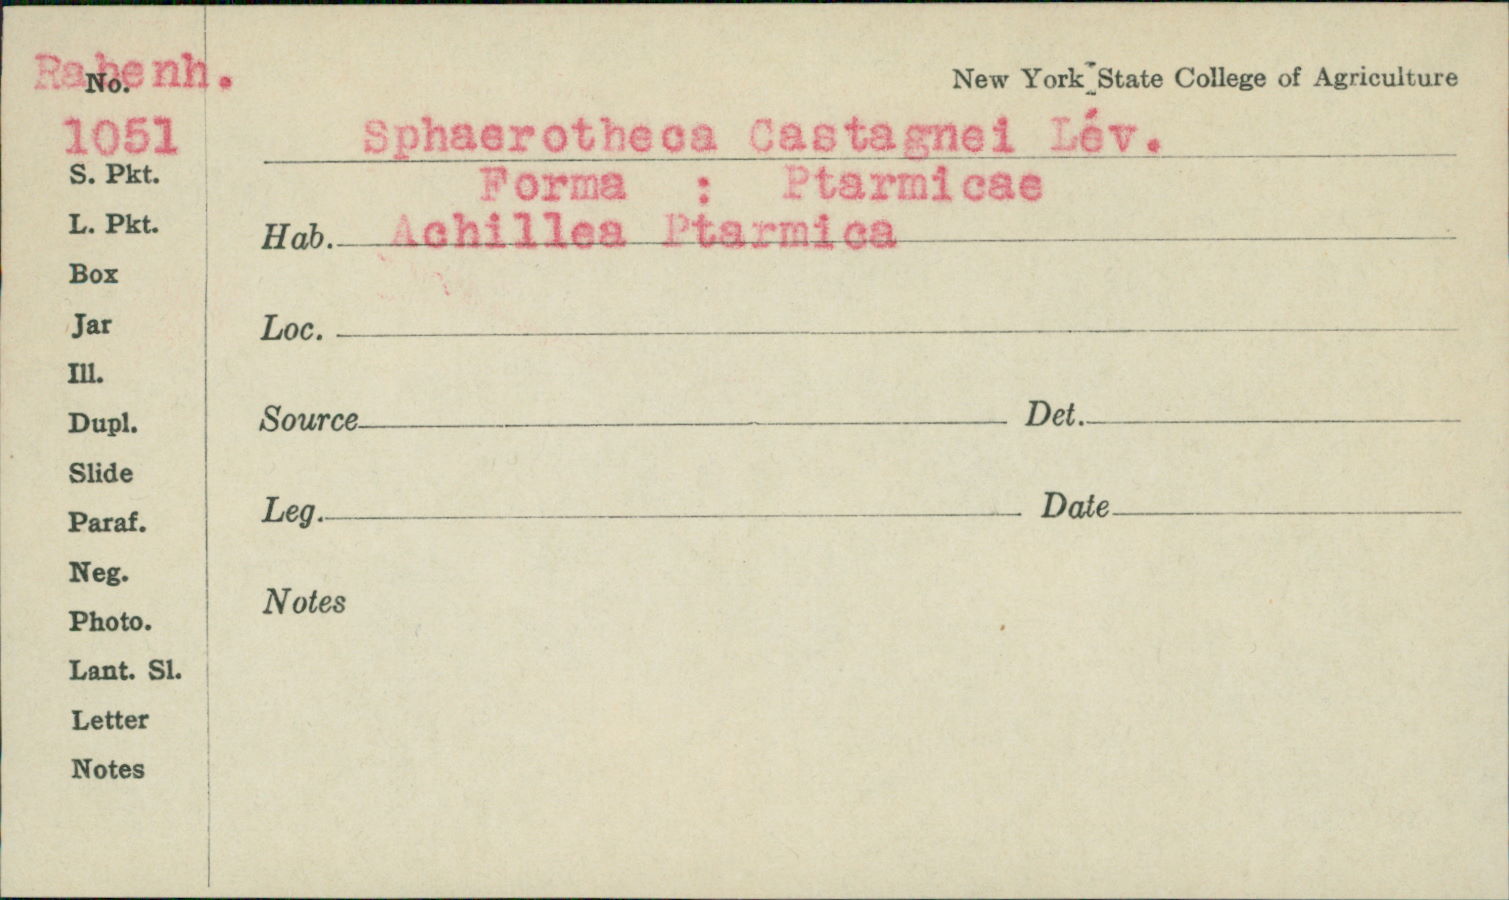 Rabenh.
No.
New York State College of Agriculture
1051
Sphaerotheca Castagnei Lév.
S. Pkt.
Forma : Ptarmicae
L. Pkt.
Hab. Achillea Ptarmica
Box
Jar
Loc.
Ill.
Dupl.
Source Det.
Slide
Paraf.
Leg. Date
Neg.
Notes
Photo.
Lant. Sl.
Letter
Notes